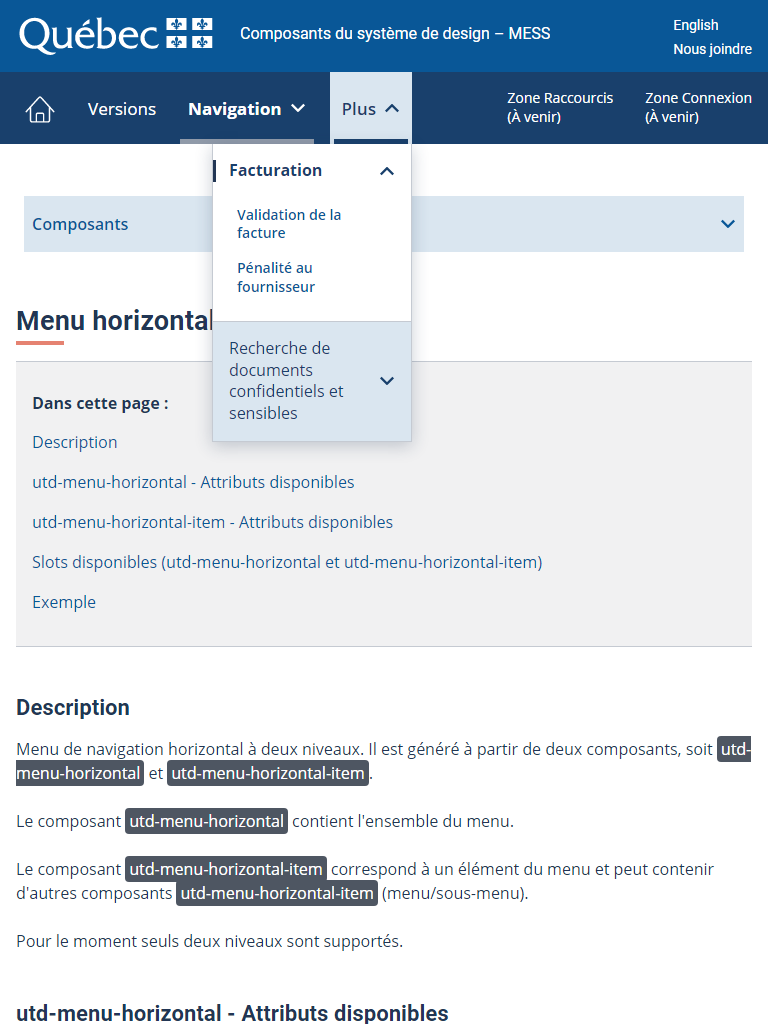 Québec
Composants du système de design – MESS
English
Nous joindre
Versions
Navigation
Plus
Zone Raccourcis
(À venir)
Zone Connexion
(À venir)
Facturation
Validation de la
facture
Pénalité au
fournisseur
Recherche de
documents
confidentiels et
sensibles
Composants
Menu horizontal
Dans cette page :
Description
utd-menu-horizontal - Attributs disponibles
utd-menu-horizontal-item - Attributs disponibles
Slots disponibles (utd-menu-horizontal et utd-menu-horizontal-item)
Exemple
Description
Menu de navigation horizontal à deux niveaux. Il est généré à partir de deux composants, soit utd-
menu-horizontal et utd-menu-horizontal-item.
Le composant utd-menu-horizontal contient l'ensemble du menu.
Le composant utd-menu-horizontal-item correspond à un élément du menu et peut contenir
d'autres composants utd-menu-horizontal-item (menu/sous-menu).
Pour le moment seuls deux niveaux sont supportés.
utd-menu-horizontal - Attributs disponibles